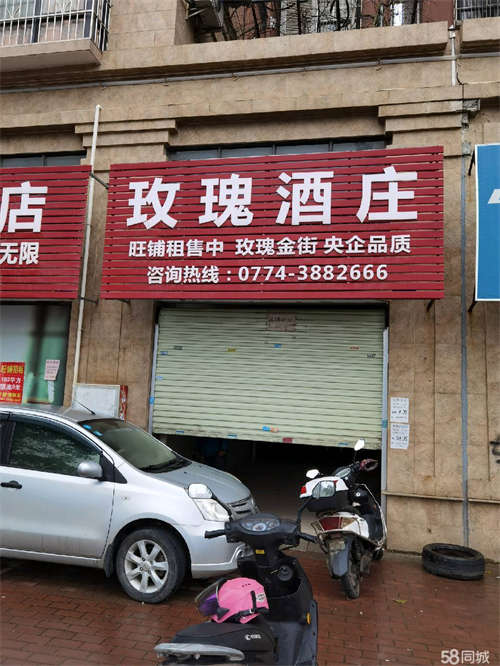 玫瑰酒庄
旺铺租售中 玫瑰金街 央企品质
咨询热线：0774-3882666
店
无限
58同城